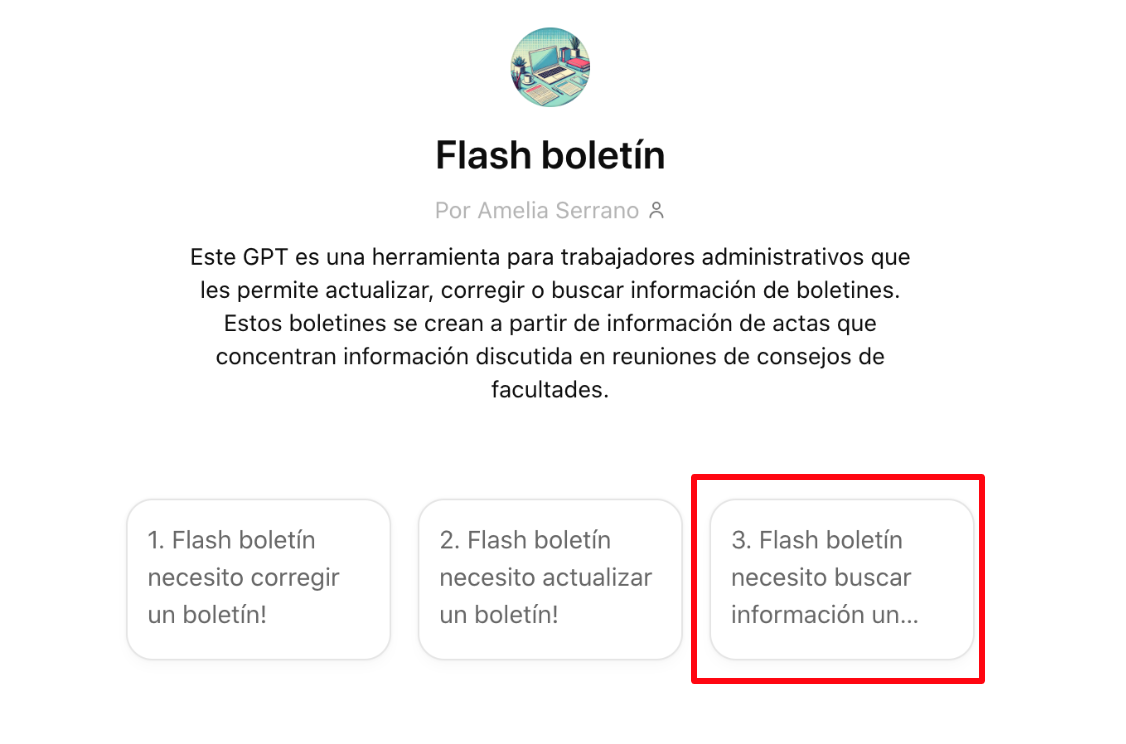 Flash boletín
Por Amelia Serrano
Este GPT es una herramienta para trabajadores administrativos que
les permite actualizar, corregir o buscar información de boletines.
Estos boletines se crean a partir de información de actas que
concentran información discutida en reuniones de consejos de
facultades.
1. Flash boletín
necesito corregir
un boletín!
2. Flash boletín
necesito actualizar
un boletín!
3. Flash boletín
necesito buscar
información un...